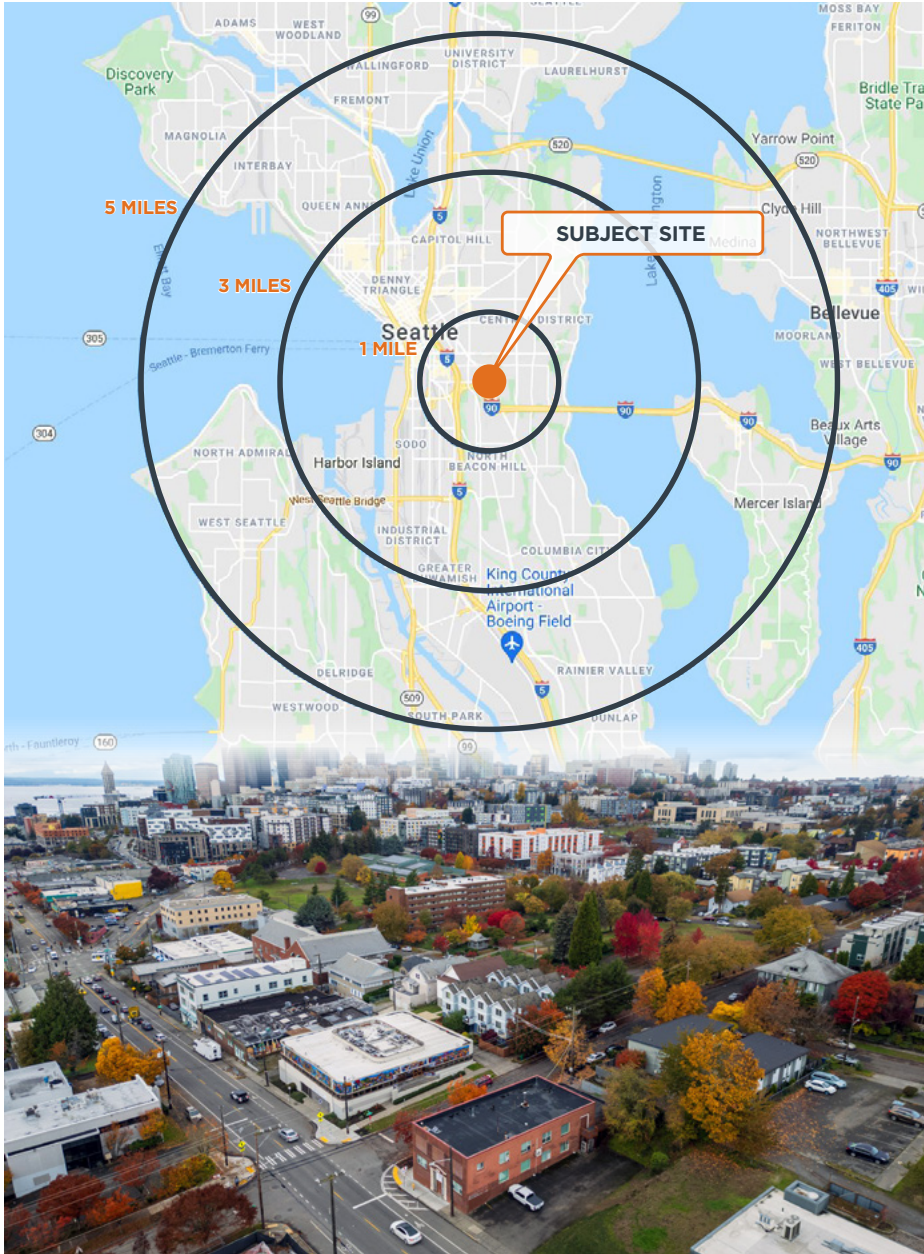 SEATTLE
MOSS BAY
FERITON
ADAMS
WEST
WOODLAND
99
5
UNIVERSITY
DISTRICT
WALLINGFORD
LAURELHURST
Discovery
Park
Bridle Tra
State Pa
FREMONT
MAGNOLIA
Yarrow Point
520
520
INTERBAY
Lake Union
5 MILES
QUEEN ANNE
5
Clyde Hill
SUBJECT SITE
Medina
NORTHWEST
BELLEVUE
CAPITOL HILL
Elliott Bay
3 MILES
DENNY
TRIANGLE
405
Bellevue
CENTRAL DISTRICT
Seattle
305
1 MILE
5
MOORLAND
Seattle - Bremerton Ferry
WEST BELLEVUE
90
90
90
Beaux Arts
Village
304
SODO
NORTH ADMIRAL
Harbor Island
NORTH
BEACON HILL
90
West Seattle Bridge
5
Mercer Island
WEST SEATTLE
INDUSTRIAL
DISTRICT
COLUMBIA CITY
GREATER
DUWAMISH
King County
International
Airport -
Boeing Field
405
DELRIDGE
RAINIER VALLEY
5
509
WESTWOOD
SOUTH PARK
DUNLAP
rth - Fauntleroy
160
99